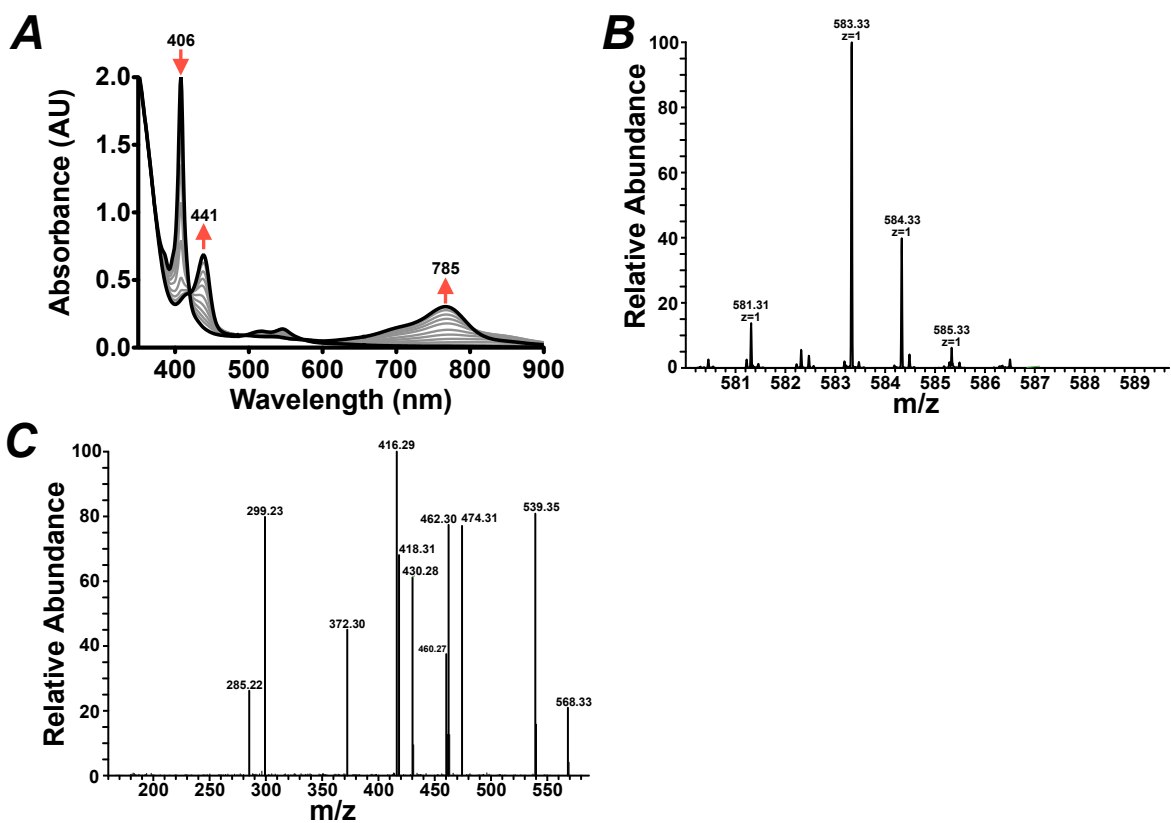 A
406
441
785
2.0
1.5
1.0
0.5
0.0
400 500 600 700 800 900
Absorbance (AU)
Wavelength (nm)
B
583.33
z=1
584.33
z=1
581.31
z=1
585.33
z=1
100
80
60
40
20
0
581 582 583 584 585 586 587 588 589
Relative Abundance
m/z
C
416.29
299.23
462.30
474.31
539.35
418.31
430.28
372.30
460.27
285.22
568.33
100
80
60
40
20
0
200 250 300 350 400 450 500 550
Relative Abundance
m/z